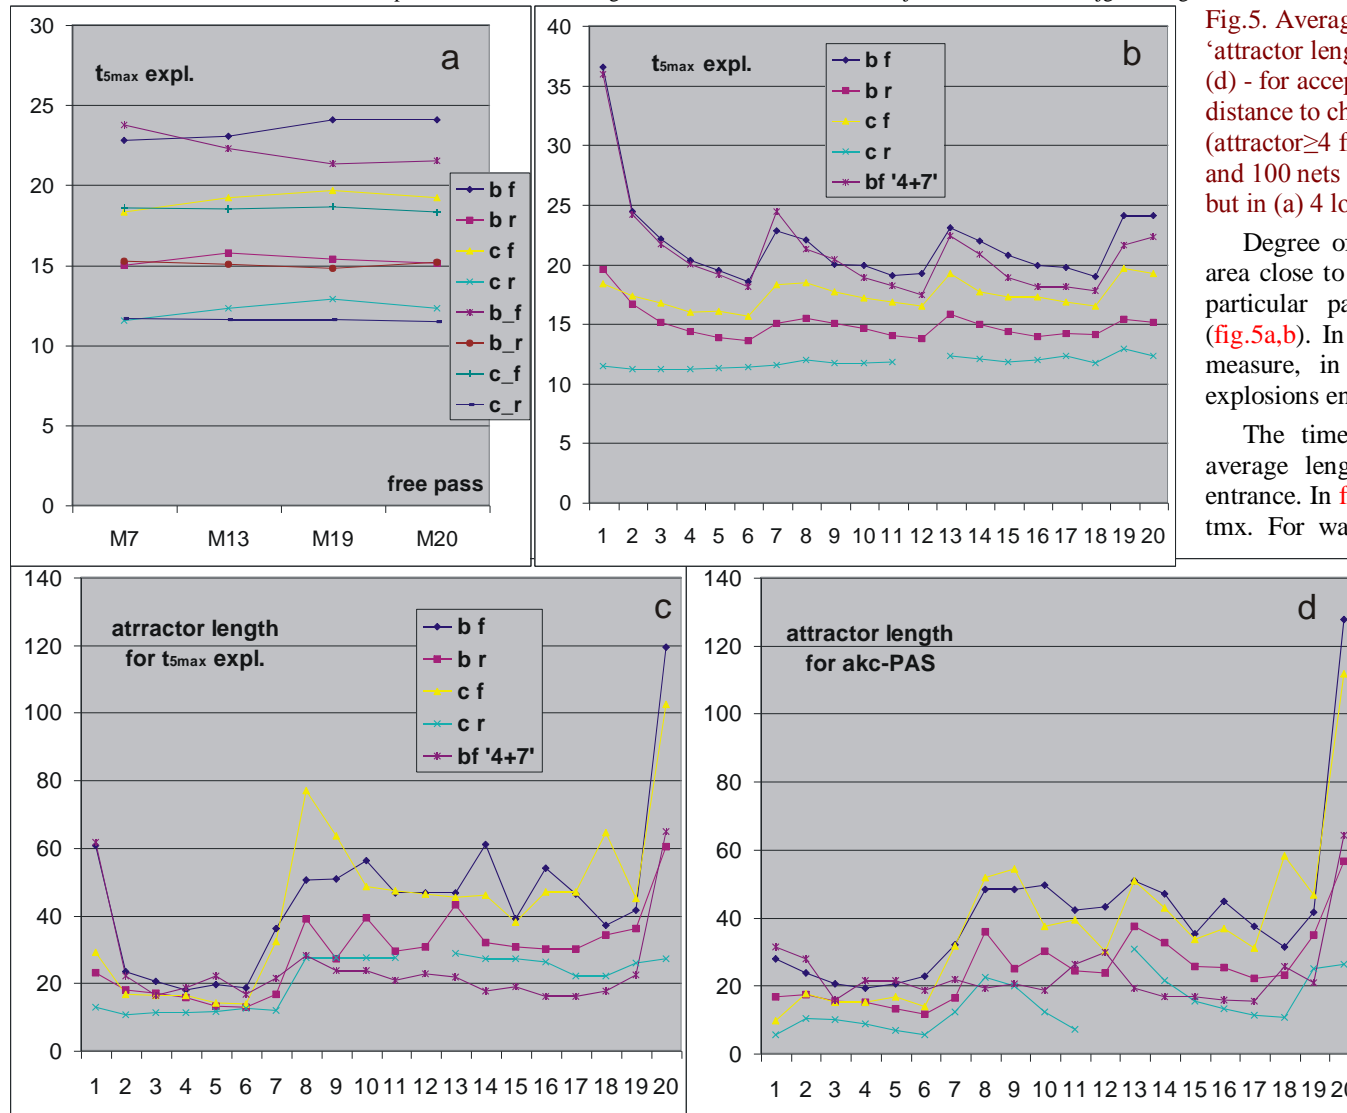 Fig.5. Averag
‘attractor leng
(d) - for accep
distance to ch
(attractor≥4 f
and 100 nets
but in (a) 4 lo
Degree of
area close to
particular pa
(fig.5a,b). In
measure, in
explosions en
The time
average leng
entrance. In f
tmx. For wa
a
t5max expl.
30
25
20
15
10
5
0
b f
b r
c f
c r
b_f
b_r
c_f
c_r
free pass
M7 M13 M19 M20
b
t5max expl.
40
35
30
25
20
15
10
5
0
b f
b r
c f
c r
bf '4+7'
1 2 3 4 5 6 7 8 9 10 11 12 13 14 15 16 17 18 19 20
c
atrractor length
for t5max expl.
140
120
100
80
60
40
20
0
b f
b r
c f
c r
bf '4+7'
1 2 3 4 5 6 7 8 9 10 11 12 13 14 15 16 17 18 19 20
d
attractor length
for akc-PAS
140
120
100
80
60
40
20
0
1 2 3 4 5 6 7 8 9 10 11 12 13 14 15 16 17 18 19 20